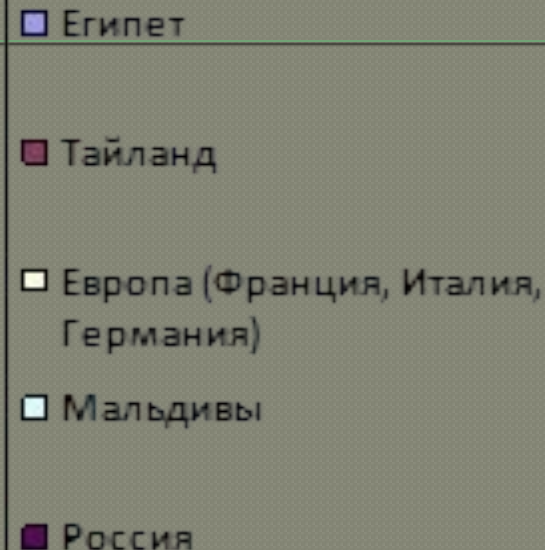 Египет
Тайланд
Европа (Франция, Италия,
Германия)
Мальдивы
Россия